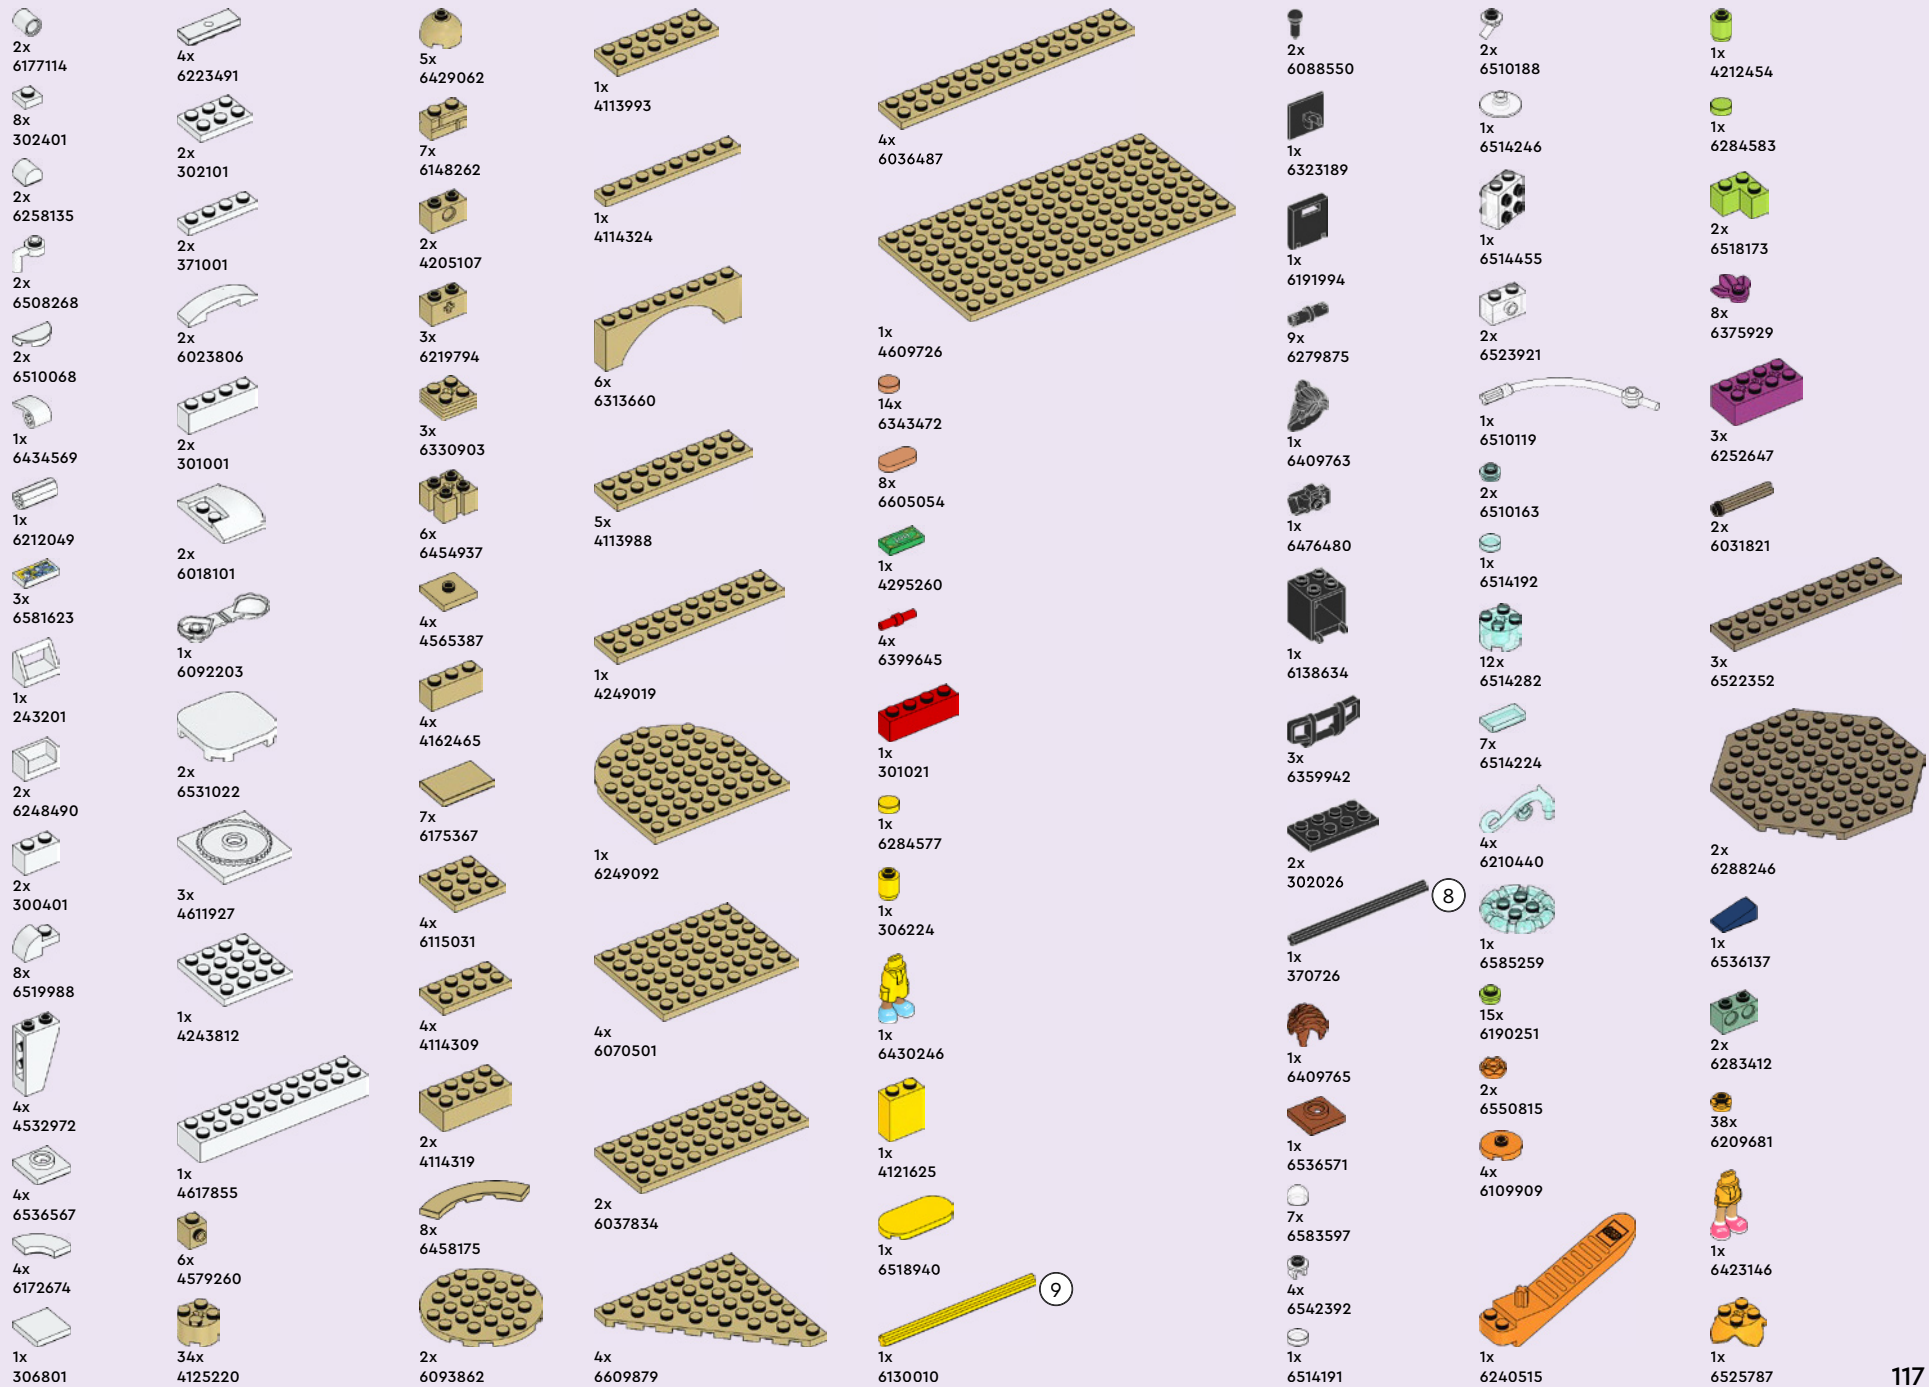 2x
6177114
8x
302401
2x
6258135
2x
6508268
2x
6510068
1x
6434569
1x
6212049
3x
6581623
1x
243201
2x
6248490
2x
300401
8x
6519988
4x
4532972
4x
6536567
4x
6172674
1x
306801
4x
6223491
2x
302101
2x
371001
2x
6023806
2x
301001
2x
6018101
1x
6092203
2x
6531022
3x
4611927
1x
4243812
1x
4617855
6x
4579260
34x
4125220
5x
6429062
7x
6148262
2x
4205107
3x
6219794
3x
6330903
6x
6454937
4x
4565387
4x
4162465
7x
6175367
4x
6115031
4x
4114309
2x
4114319
8x
6458175
2x
6093862
1x
4113993
1x
4114324
6x
6313660
5x
4113988
1x
4249019
1x
6249092
4x
6070501
2x
6037834
4x
6609879
4x
6036487
1x
4609726
14x
6343472
8x
6605054
1x
4295260
4x
6399645
1x
301021
1x
6284577
1x
306224
1x
6430246
1x
4121625
1x
6518940
9
1x
6130010
2x
6088550
1x
6323189
1x
6191994
9x
6279875
1x
6409763
1x
6476480
1x
6138634
3x
6359942
2x
302026
8
1x
370726
1x
6409765
1x
6536571
7x
6583597
4x
6542392
1x
6514191
2x
6510188
1x
6514246
1x
6514455
2x
6523921
1x
6510119
2x
6510163
1x
6514192
12x
6514282
7x
6514224
4x
6210440
1x
6585259
15x
6190251
2x
6550815
4x
6109909
1x
6240515
1x
4212454
1x
6284583
2x
6518173
8x
6375929
3x
6252647
2x
6031821
3x
6522352
2x
6288246
1x
6536137
2x
6283412
38x
6209681
1x
6423146
1x
6525787
117